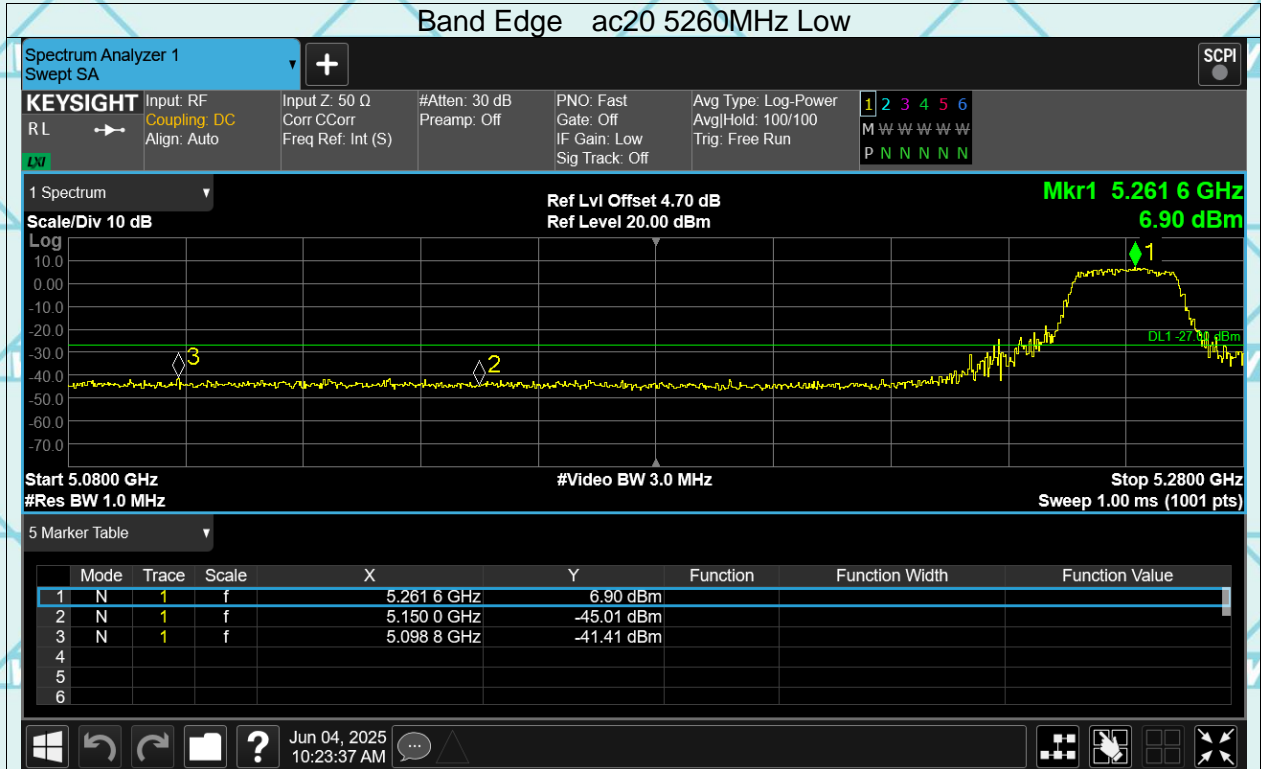 Band Edge ac20 5260MHz Low
Spectrum Analyzer 1
Swept SA
+
SCPI
KEYSIGHT Input: RF Input Z: 50 Ω #Atten: 30 dB PNO: Fast Avg Type: Log-Power 1 2 3 4 5 6
RL Coupling: DC Corr CCorr Preamp: Off Gate: Off Avg|Hold: 100/100 M W W W W W
Align: Auto Freq Ref: Int (S) IF Gain: Low Trig: Free Run P N N N N N
LXI Sig Track: Off
1 Spectrum
Ref Lvl Offset 4.70 dB Mkr1 5.261 6 GHz
Scale/Div 10 dB Ref Level 20.00 dBm 6.90 dBm
Log
10.0
0.00
-10.0
-20.0
-30.0
-40.0
-50.0
-60.0
-70.0
1
DL1 -27.00 dBm
3
2
Start 5.0800 GHz #Video BW 3.0 MHz Stop 5.2800 GHz
#Res BW 1.0 MHz Sweep 1.00 ms (1001 pts)
5 Marker Table
Mode Trace Scale X Y Function Function Width Function Value
1 N 1 f 5.261 6 GHz 6.90 dBm
2 N 1 f 5.150 0 GHz -45.01 dBm
3 N 1 f 5.098 8 GHz -41.41 dBm
4
5
6
?
Jun 04, 2025
10:23:37 AM